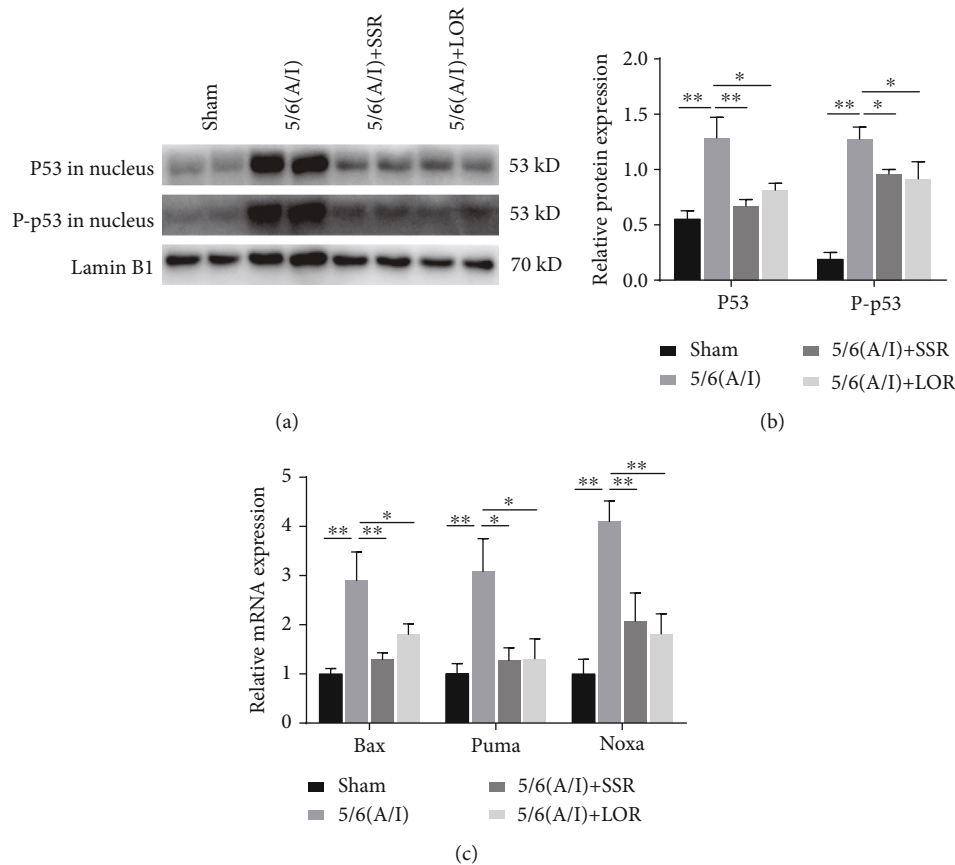 Sham
5/6(A/I)
5/6(A/I)+SSR
5/6(A/I)+LOR
P53 in nucleus
53 kD
P-p53 in nucleus
53 kD
Lamin B1
70 kD
(a)
Relative protein expression
2.0
1.5
1.0
0.5
0.0
** ** *
** * *
P53
P-p53
Sham
5/6(A/I)
5/6(A/I)+SSR
5/6(A/I)+LOR
(b)
Relative mRNA expression
5
4
3
2
1
0
** ** *
** * *
** ** **
Bax
Puma
Noxa
Sham
5/6(A/I)
5/6(A/I)+SSR
5/6(A/I)+LOR
(c)